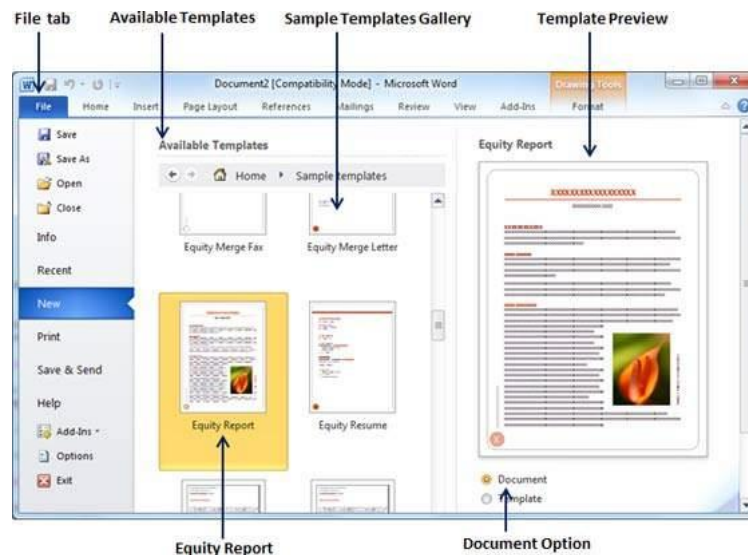 File tab
Available Templates
Sample Templates Gallery
Template Preview
Document2 [Compatibility Mode] - Microsoft Word
Drawing Tools
File Home Insert Page Layout References Mailings Review View Add-Ins Format
Save
Save As
Open
Close
Info
Recent
New
Print
Save & Send
Help
Add-Ins
Options
Exit
Available Templates
Home Sample templates
Equity Merge Fax
Equity Merge Letter
Equity Report
Equity Resume
Equity Report
Document
Template
Equity Report
Document Option